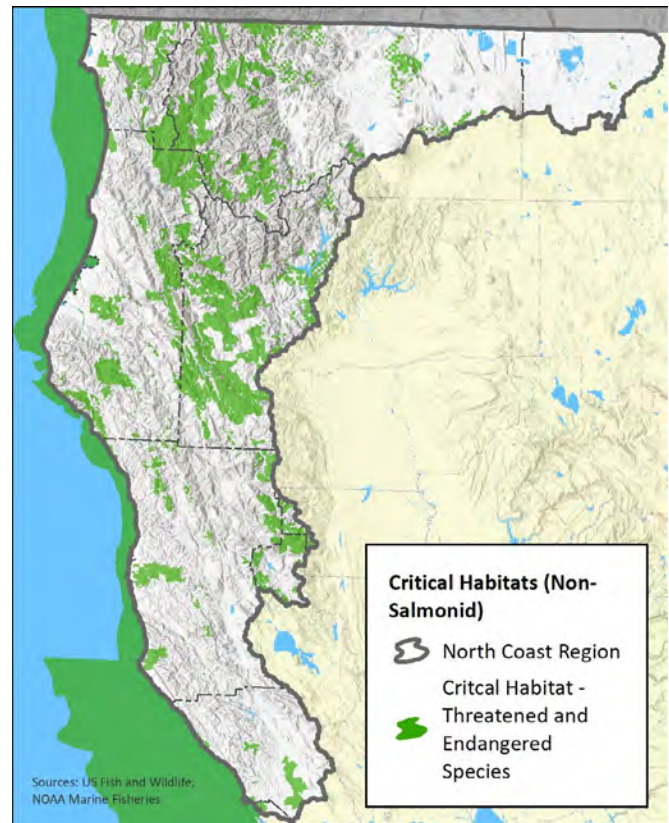 Critical Habitats (Non-
Salmonid)
North Coast Region
Critcal Habitat -
Threatened and
Endangered
Species
Sources: US Fish and Wildlife;
NOAA Marine Fisheries